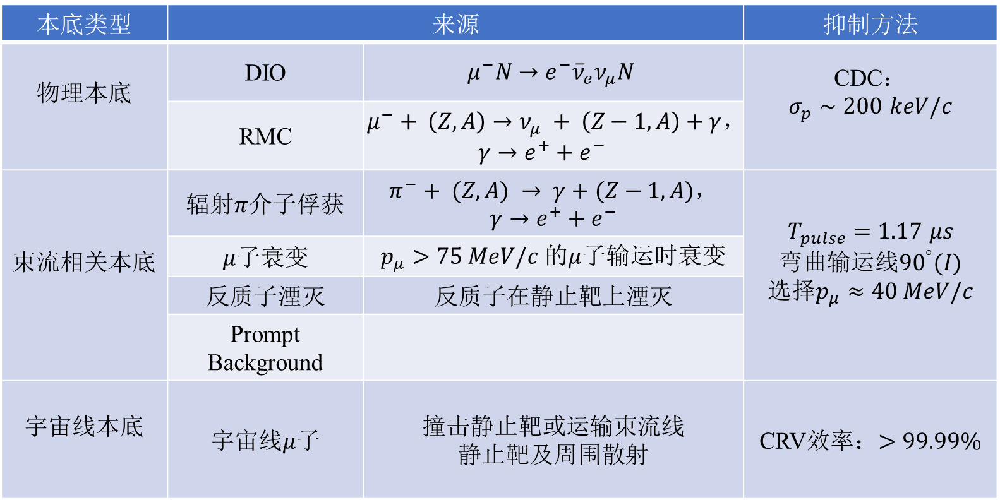 本底类型
来源
抑制方法
物理本底
DIO
μ⁻N → e⁻ν̄ₑν_μN
CDC：
σₚ ~ 200 keV/c
RMC
μ⁻ + (Z, A) → ν_μ + (Z − 1, A) + γ，
γ → e⁺ + e⁻
束流相关本底
辐射π介子俘获
π⁻ + (Z, A) → γ + (Z − 1, A)，
γ → e⁺ + e⁻
T_pulse = 1.17 μs
弯曲输运线90°(I)
选择p_μ ≈ 40 MeV/c
μ子衰变
p_μ > 75 MeV/c 的μ子输运时衰变
反质子湮灭
反质子在静止靶上湮灭
Prompt
Background
宇宙线本底
宇宙线μ子
撞击静止靶或运输束流线
静止靶及周围散射
CRV效率：> 99.99%